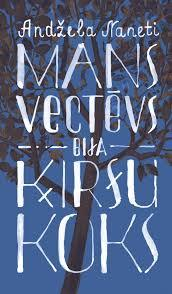 Andžela Naneti
MANS
VECTĒVS
BIJA
ĶIRŠU
KOKS